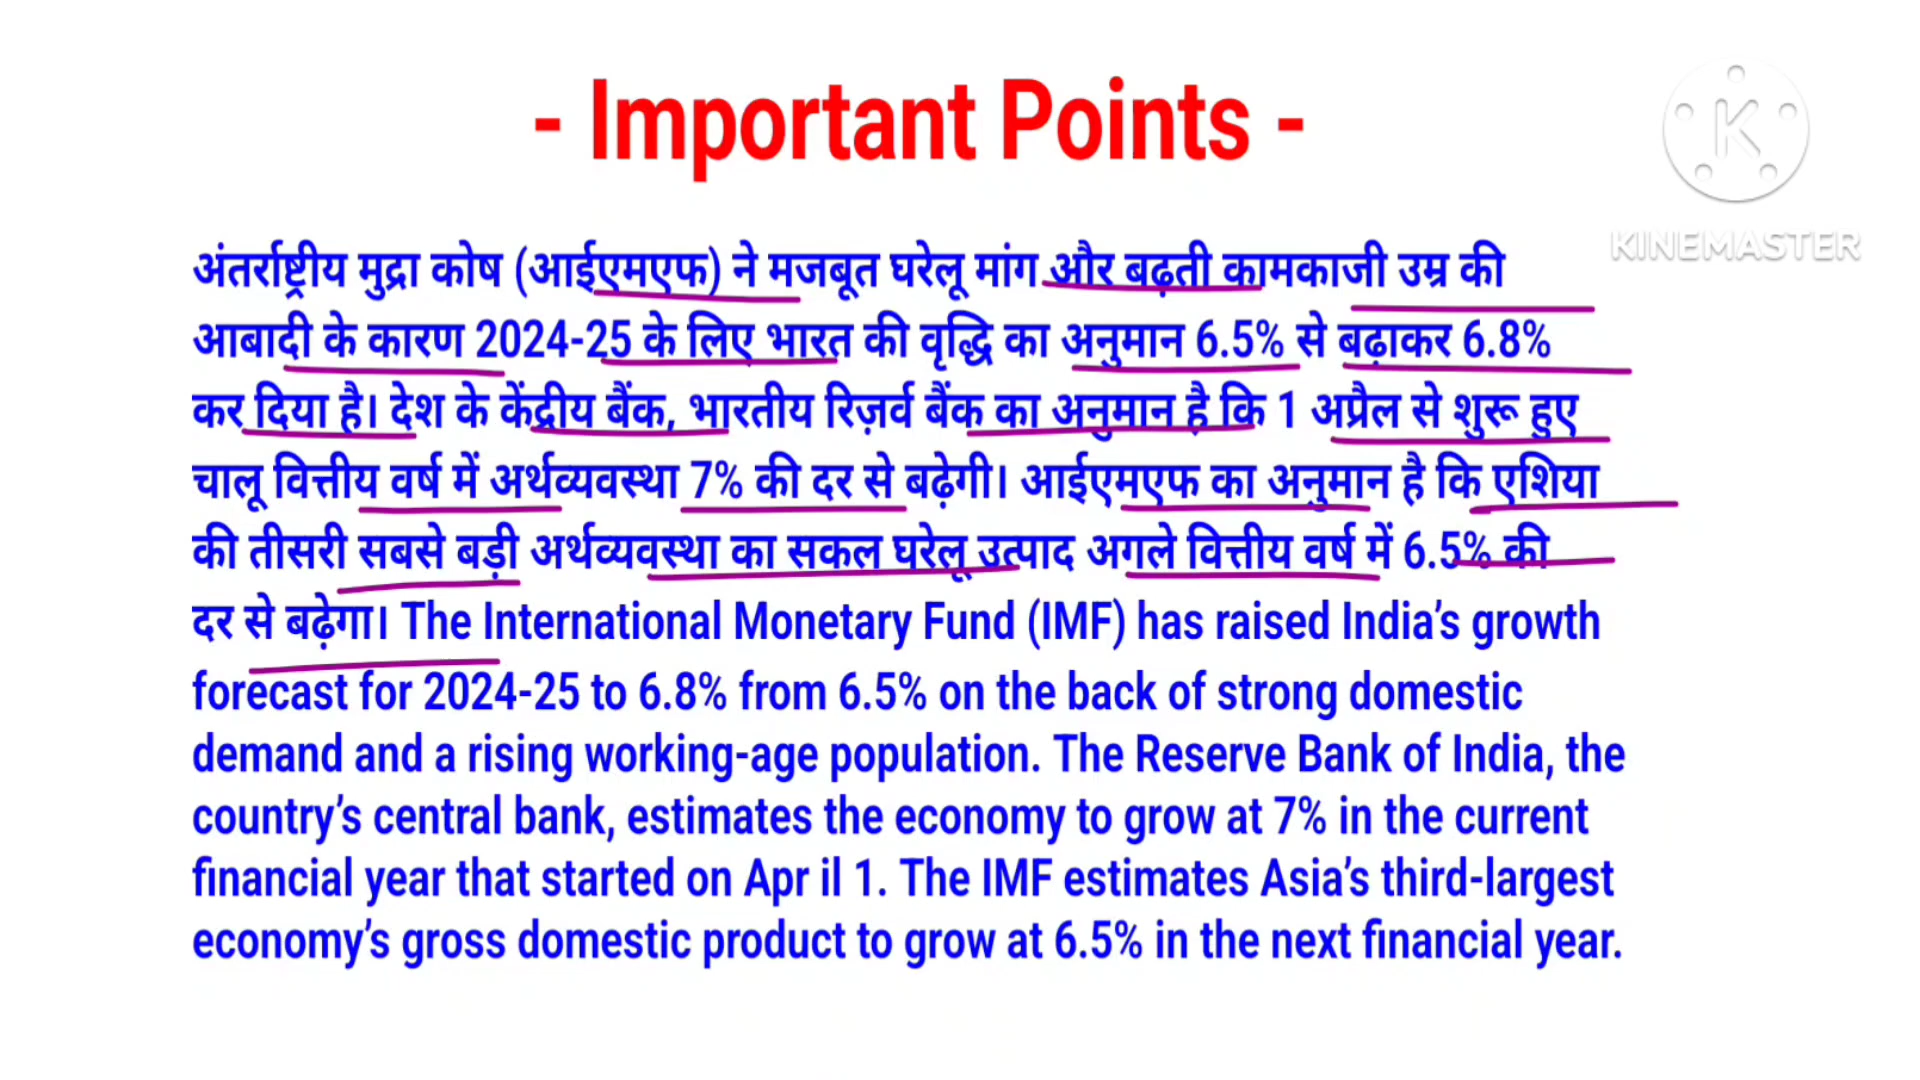 - Important Points -
K
KINEMASTER
अंतर्राष्ट्रीय मुद्रा कोष (आईएमएफ) ने मजबूत घरेलू मांग और बढ़ती कामकाजी उम्र की
आबादी के कारण 2024-25 के लिए भारत की वृद्धि का अनुमान 6.5% से बढ़ाकर 6.8%
कर दिया है। देश के केंद्रीय बैंक, भारतीय रिज़र्व बैंक का अनुमान है कि 1 अप्रैल से शुरू हुए
चालू वित्तीय वर्ष में अर्थव्यवस्था 7% की दर से बढ़ेगी। आईएमएफ का अनुमान है कि एशिया
की तीसरी सबसे बड़ी अर्थव्यवस्था का सकल घरेलू उत्पाद अगले वित्तीय वर्ष में 6.5% की
दर से बढ़ेगा। The International Monetary Fund (IMF) has raised India’s growth
forecast for 2024-25 to 6.8% from 6.5% on the back of strong domestic
demand and a rising working-age population. The Reserve Bank of India, the
country’s central bank, estimates the economy to grow at 7% in the current
financial year that started on Apr il 1. The IMF estimates Asia’s third-largest
economy’s gross domestic product to grow at 6.5% in the next financial year.